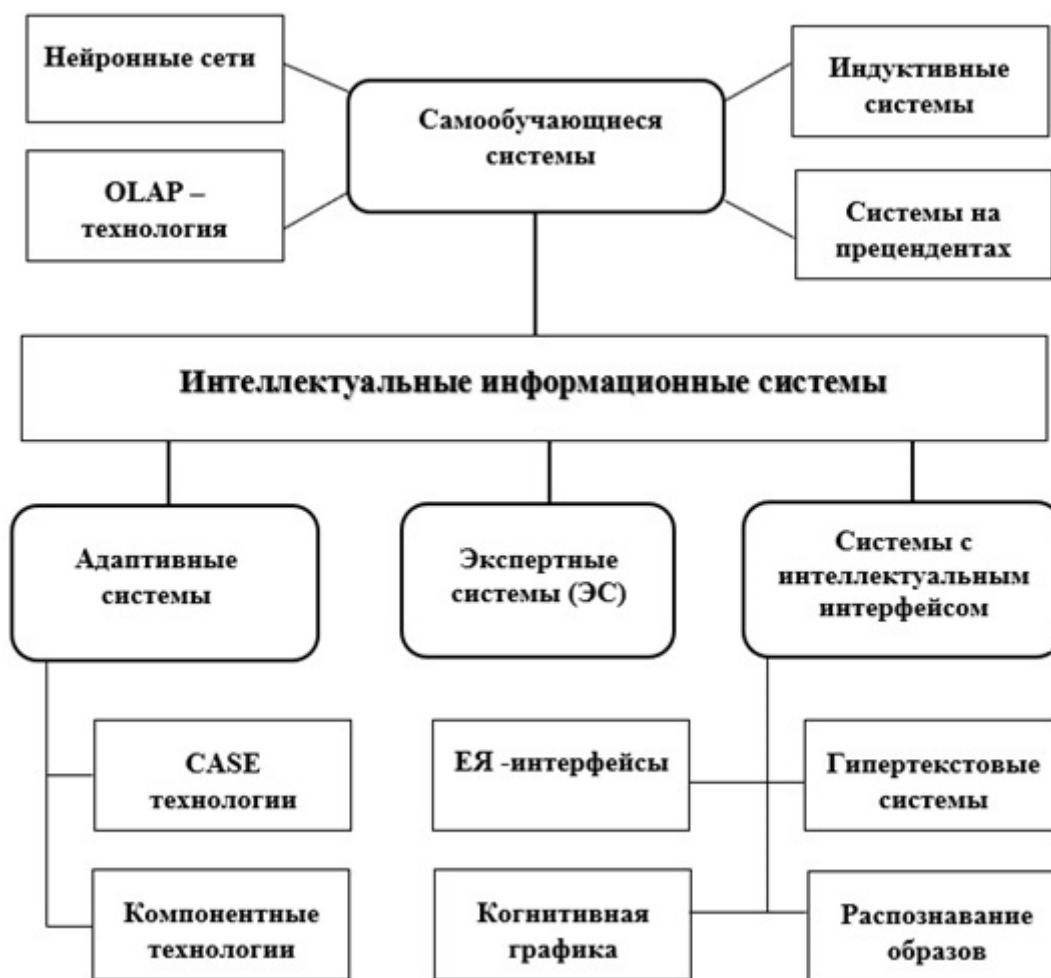 Нейронные сети
Самообучающиеся
системы
Индуктивные
системы
OLAP –
технология
Системы на
прецендентах
Интеллектуальные информационные системы
Адаптивные
системы
Экспертные
системы (ЭС)
Системы с
интеллектуальным
интерфейсом
CASE
технологии
ЕЯ -интерфейсы
Гипертекстовые
системы
Компонентные
технологии
Когнитивная
графика
Распознавание
образов